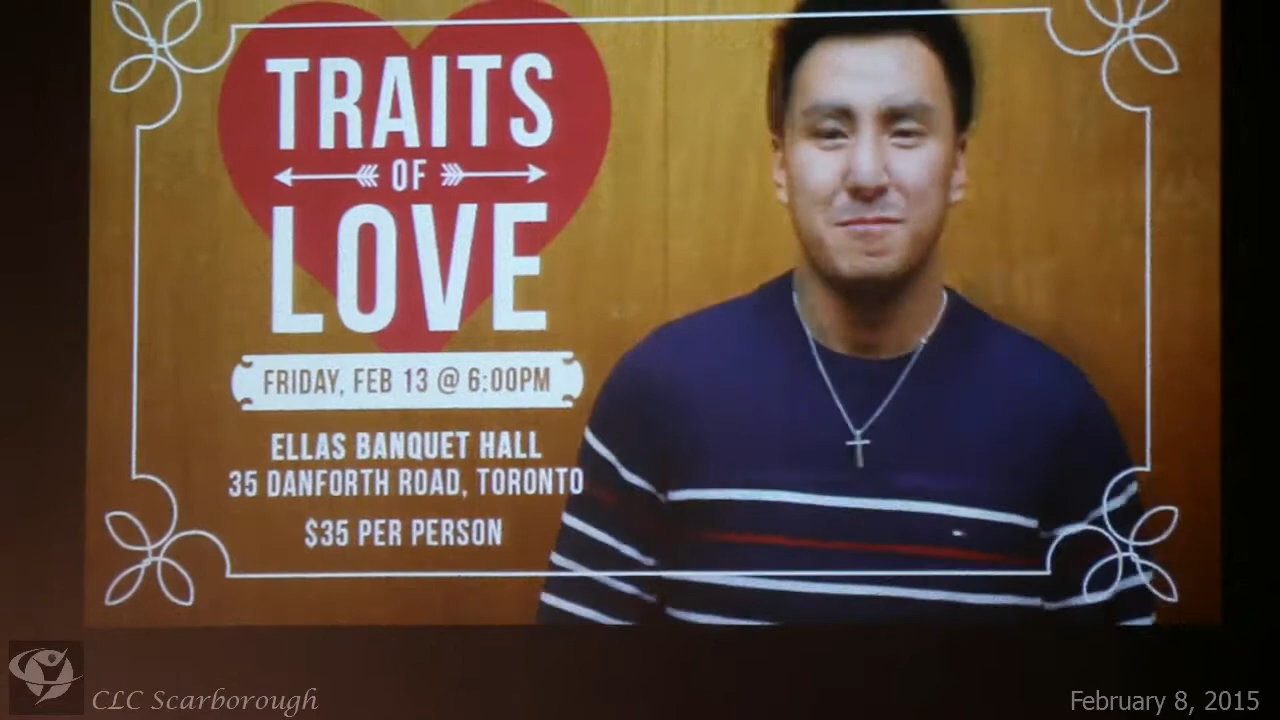 TRAITS
OF
LOVE
FRIDAY, FEB 13 @ 6:00PM
ELLAS BANQUET HALL
35 DANFORTH ROAD, TORONTO
$35 PER PERSON
CLC Scarborough
February 8, 2015